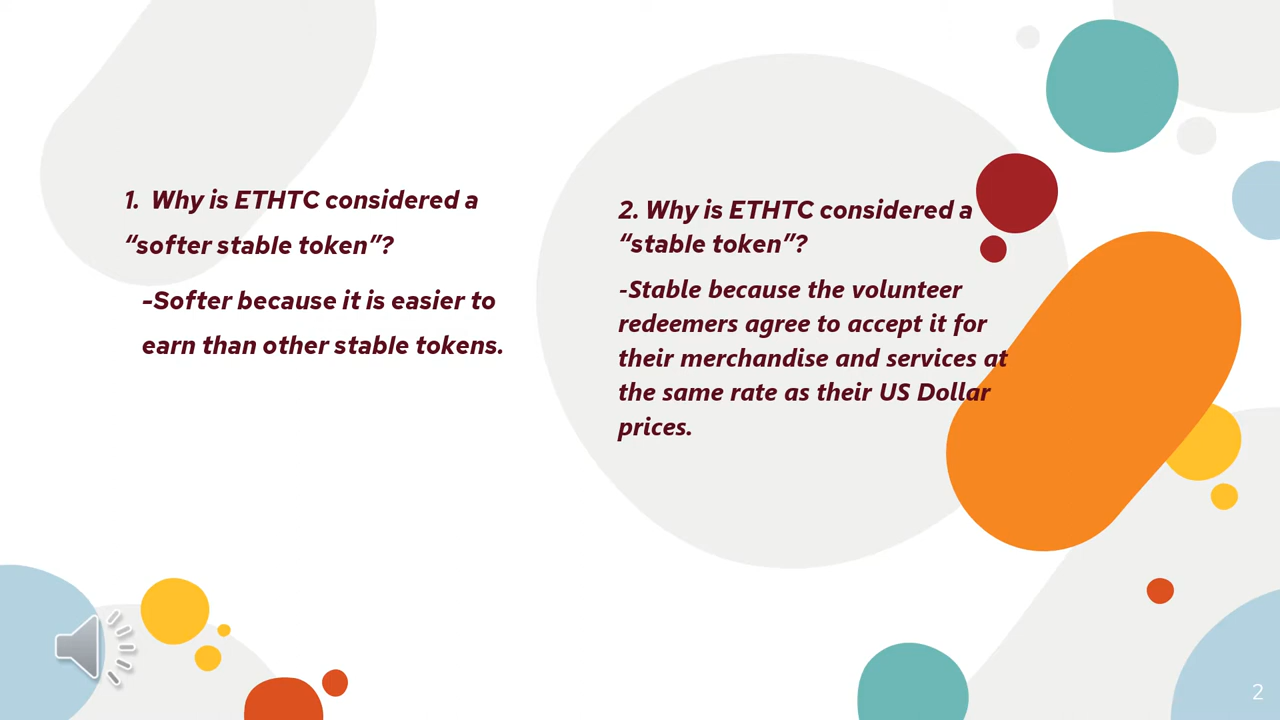 1. Why is ETHTC considered a
“softer stable token”?
-Softer because it is easier to
earn than other stable tokens.
2. Why is ETHTC considered a
“stable token”?
-Stable because the volunteer
redeemers agree to accept it for
their merchandise and services at
the same rate as their US Dollar
prices.
2